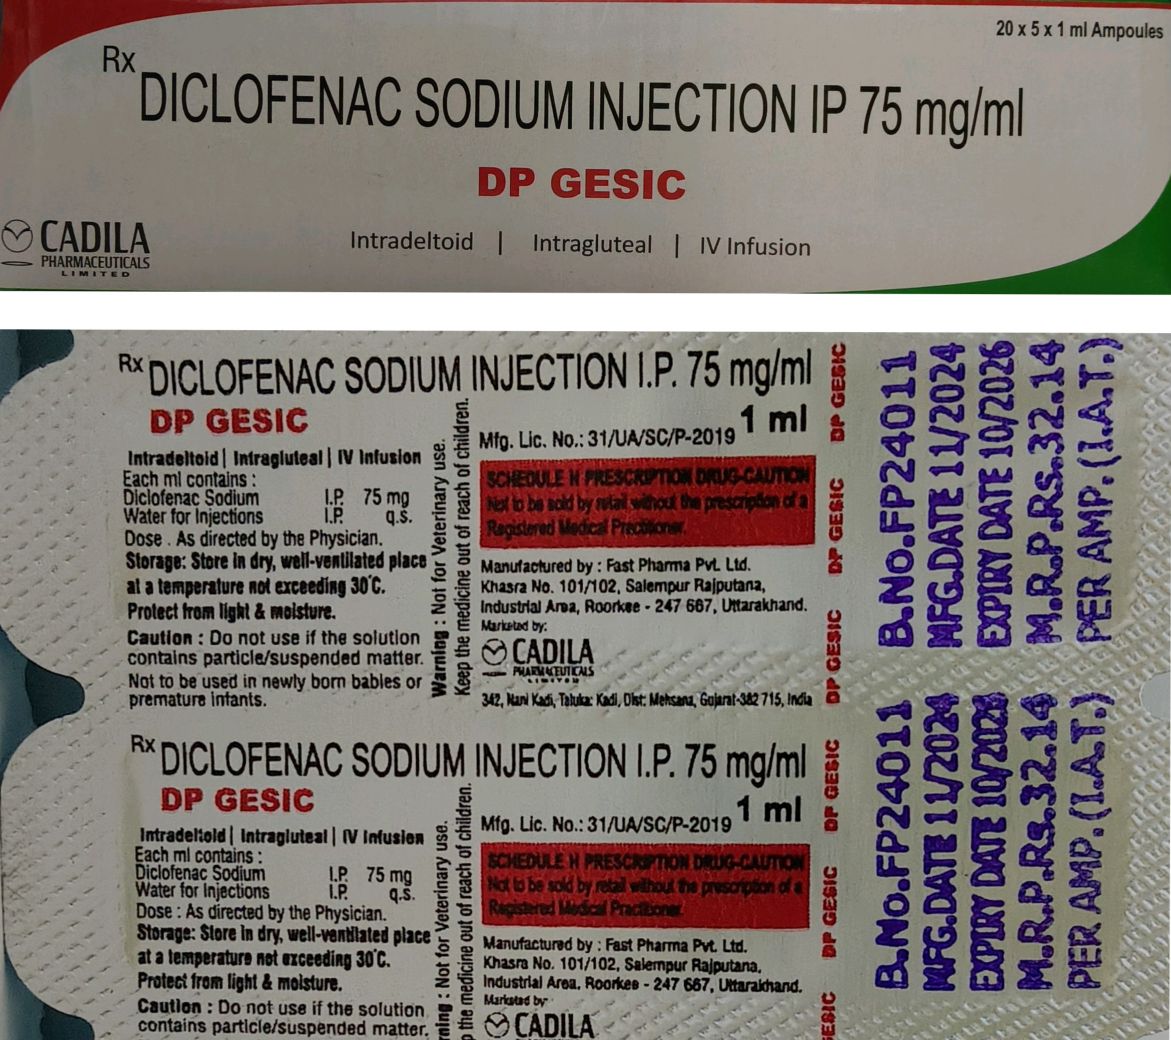 20 x 5 x 1 ml Ampoules
Rx
DICLOFENAC SODIUM INJECTION IP 75 mg/ml
DP GESIC
CADILA
PHARMACEUTICALS
LIMITED
Intradeltoid | Intragluteal | IV Infusion
Rx DICLOFENAC SODIUM INJECTION I.P. 75 mg/ml
DP GESIC
1 ml
Intradeltoid | Intragluteal | IV Infusion
Each ml contains :
Diclofenac Sodium I.P. 75 mg
Water for Injections I.P. q.s.
Dose . As directed by the Physician.
Storage: Store in dry, well-ventilated place
at a temperature not exceeding 30°C.
Protect from light & moisture.
Caution : Do not use if the solution
contains particle/suspended matter.
Not to be used in newly born babies or
premature infants.
Warning : Not for Veterinary use.
Keep the medicine out of reach of children.
Mfg. Lic. No.: 31/UA/SC/P-2019
SCHEDULE H PRESCRIPTION DRUG-CAUTION
Not to be sold by retail without the prescription of a
Registered Medical Practitioner.
Manufactured by : Fast Pharma Pvt. Ltd.
Khasra No. 101/102, Salempur Rajputana,
Industrial Area, Roorkee - 247 667, Uttarakhand.
Marketed by:
CADILA
PHARMACEUTICALS
LIMITED
342, Nani Kadi, Taluka: Kadi, Dist: Mehsana, Gujarat-382 715, India
DP GESIC
DP GESIC
DP GESIC
B.No.FP24011
MFG.DATE 11/2024
EXPIRY DATE 10/2026
M.R.P.Rs.32.14
PER AMP.(I.A.T.)
Rx DICLOFENAC SODIUM INJECTION I.P. 75 mg/ml
DP GESIC
1 ml
Intradeltoid | Intragluteal | IV Infusion
Each ml contains :
Diclofenac Sodium I.P. 75 mg
Water for Injections I.P. q.s.
Dose : As directed by the Physician.
Storage: Store in dry, well-ventilated place
at a temperature not exceeding 30°C.
Protect from light & moisture.
Caution : Do not use if the solution
contains particle/suspended matter.
rning : Not for Veterinary use.
p the medicine out of reach of children.
Mfg. Lic. No.: 31/UA/SC/P-2019
SCHEDULE H PRESCRIPTION DRUG-CAUTION
Not to be sold by retail without the prescription of a
Registered Medical Practitioner.
Manufactured by : Fast Pharma Pvt. Ltd.
Khasra No. 101/102, Salempur Rajputana,
Industrial Area, Roorkee - 247 667, Uttarakhand.
Marketed by
CADILA
DP GESIC
DP GESIC
GESIC
B.No.FP24011
MFG.DATE 11/2024
EXPIRY DATE
M.R.P.Rs.32.14
PER AMP.(I.A.T.)